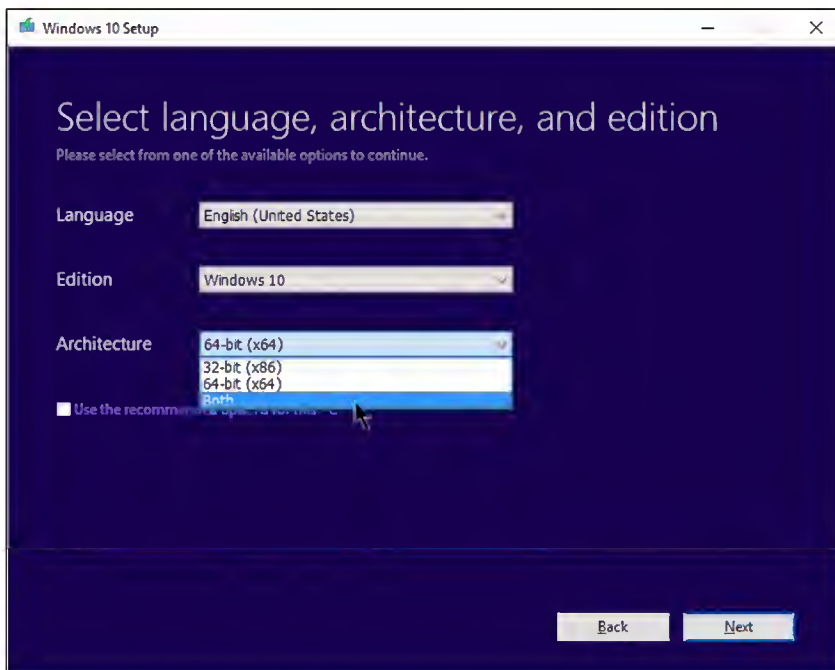 Windows 10 Setup
Select language, architecture, and edition
Please select from one of the available options to continue.
Language English (United States)
Edition Windows 10
Architecture 64-bit (x64)
32-bit (x86)
64-bit (x64)
Both
Use the
Back Next